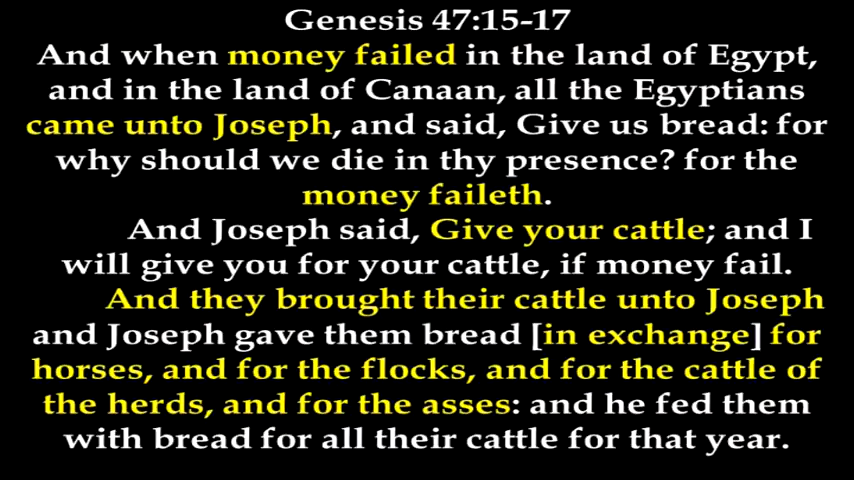 Genesis 47:15-17
And when money failed in the land of Egypt,
and in the land of Canaan, all the Egyptians
came unto Joseph, and said, Give us bread: for
why should we die in thy presence? for the
money faileth.
And Joseph said, Give your cattle; and I
will give you for your cattle, if money fail.
And they brought their cattle unto Joseph
and Joseph gave them bread [in exchange] for
horses, and for the flocks, and for the cattle of
the herds, and for the asses: and he fed them
with bread for all their cattle for that year.